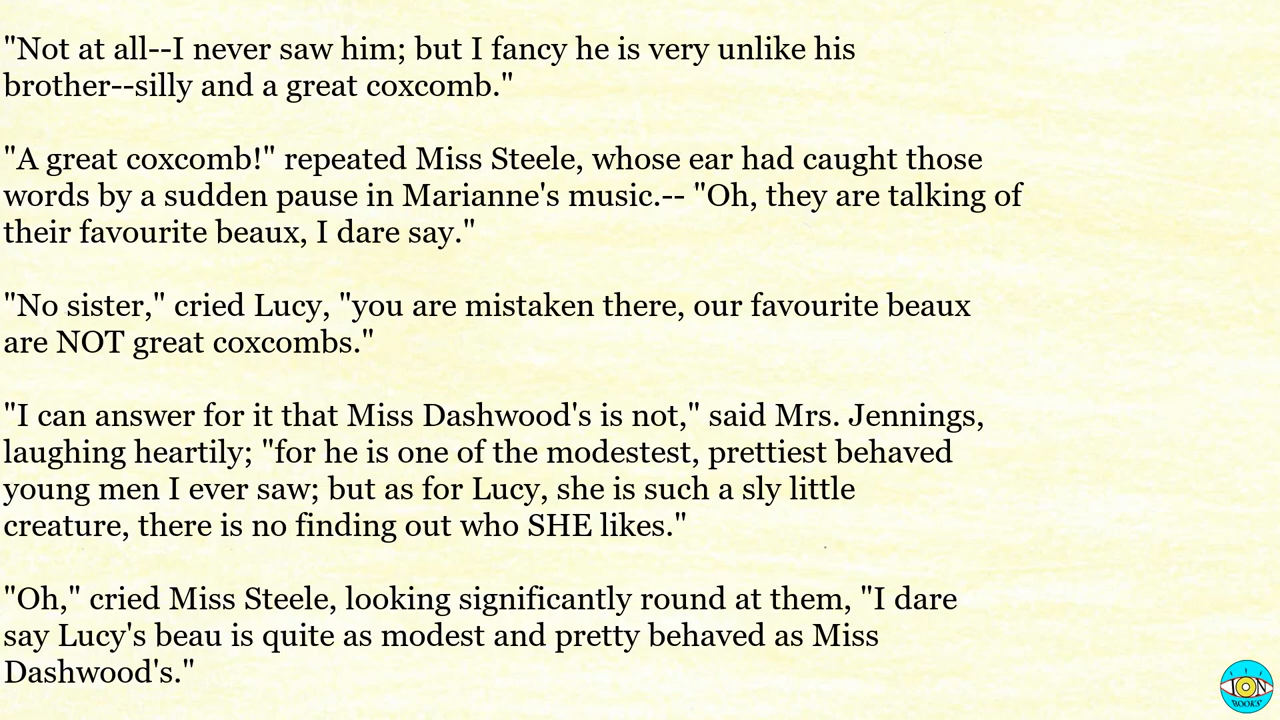 "Not at all--I never saw him; but I fancy he is very unlike his
brother--silly and a great coxcomb."
"A great coxcomb!" repeated Miss Steele, whose ear had caught those
words by a sudden pause in Marianne's music.-- "Oh, they are talking of
their favourite beaux, I dare say."
"No sister," cried Lucy, "you are mistaken there, our favourite beaux
are NOT great coxcombs."
"I can answer for it that Miss Dashwood's is not," said Mrs. Jennings,
laughing heartily; "for he is one of the modestest, prettiest behaved
young men I ever saw; but as for Lucy, she is such a sly little
creature, there is no finding out who SHE likes."
"Oh," cried Miss Steele, looking significantly round at them, "I dare
say Lucy's beau is quite as modest and pretty behaved as Miss
Dashwood's."
ION
BOOKS